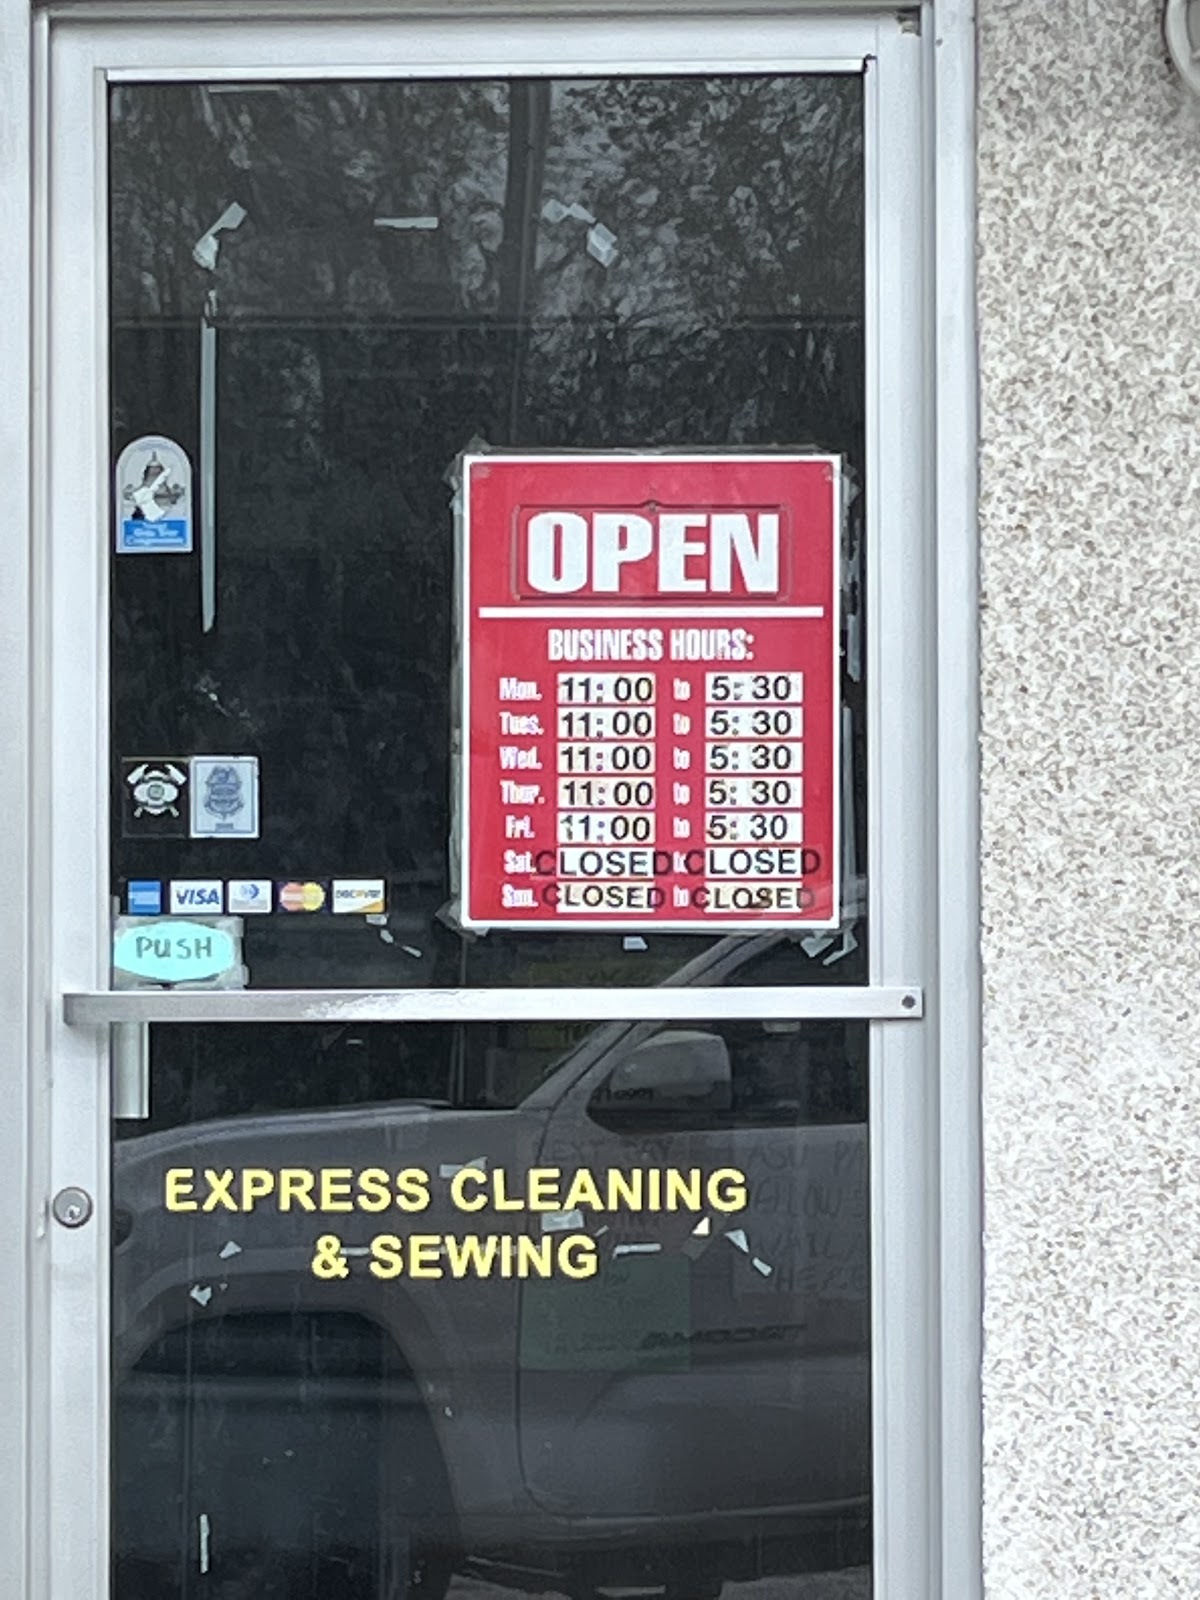 OPEN
BUSINESS HOURS:
Mon. 11:00 to 5:30
Tues. 11:00 to 5:30
Wed. 11:00 to 5:30
Thur. 11:00 to 5:30
Fri. 11:00 to 5:30
Sat. CLOSED CLOSED
Sun. CLOSED to CLOSED
VISA DISCOVER
PUSH
EXPRESS CLEANING
& SEWING